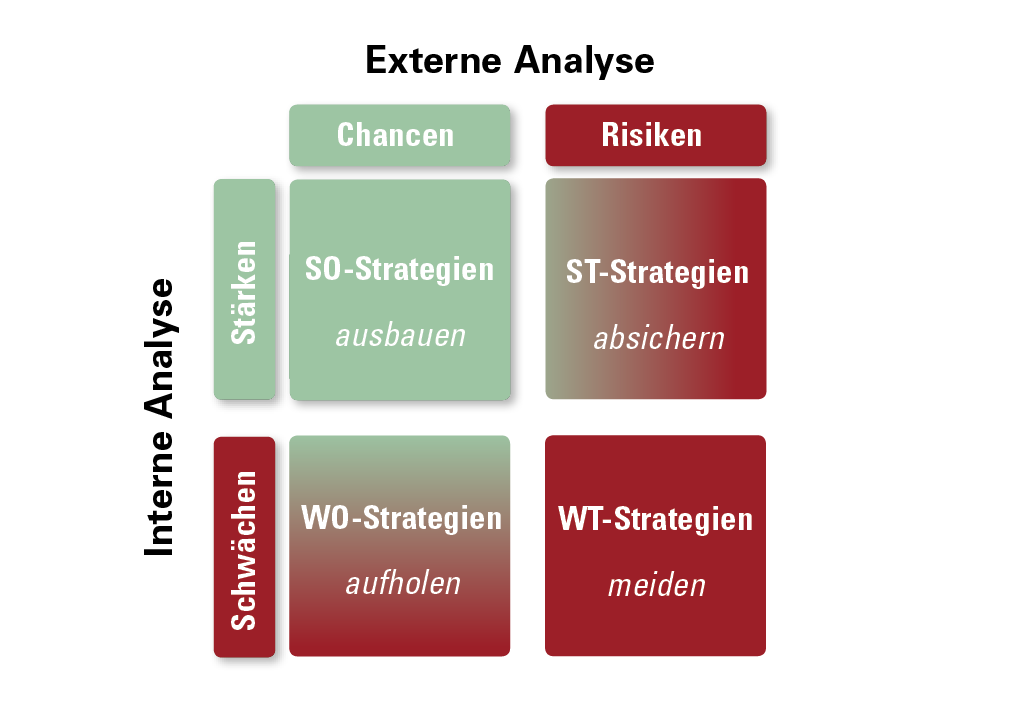 Externe Analyse
Chancen
Risiken
Interne Analyse
Stärken
SO-Strategien
ausbauen
ST-Strategien
absichern
Schwächen
WO-Strategien
aufholen
WT-Strategien
meiden